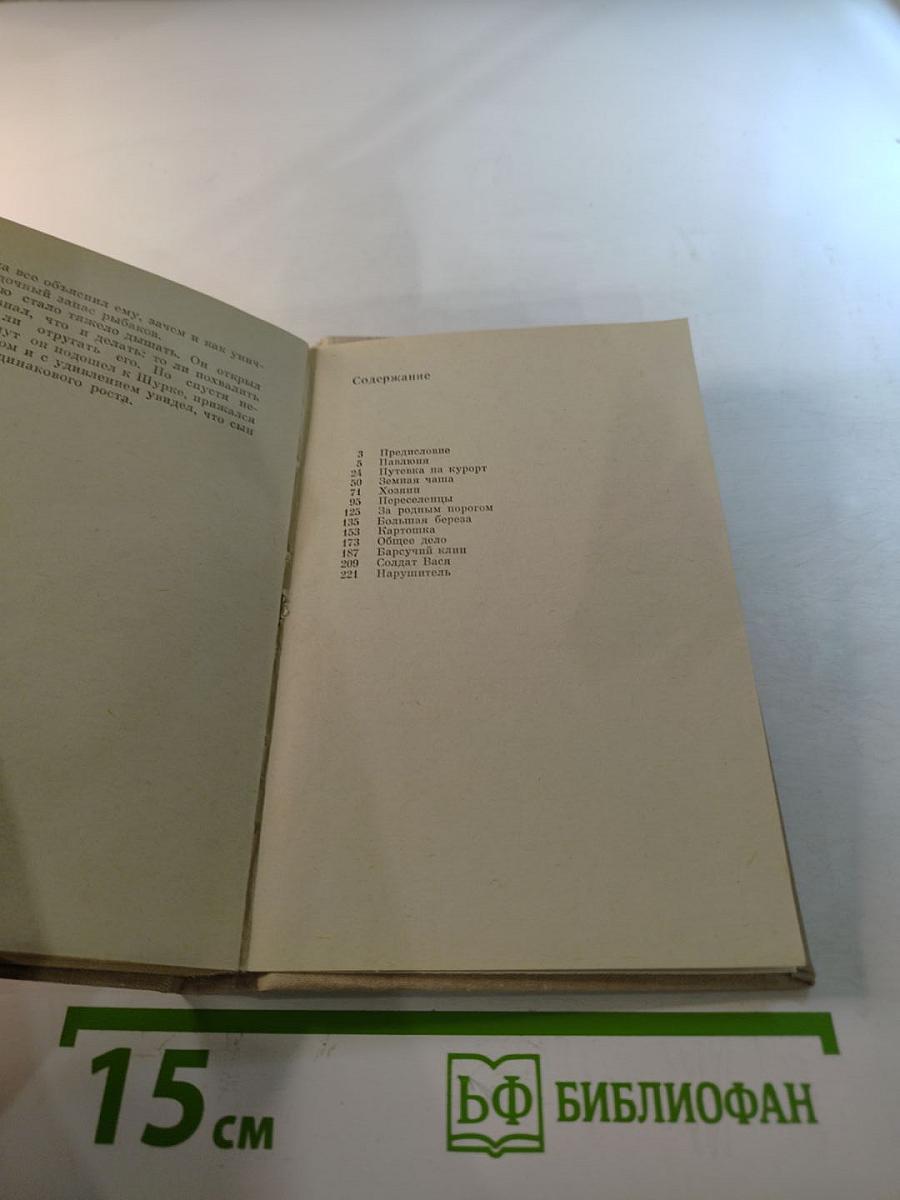 все объяснил ему, зачем и как унич-
запас рыбаков.
стало тяжело дышать. Он открыл
что и делать: то ли похвалить
ли отругать его. Но спустя не-
он подошел к Шурке, прижался
и с удивлением увидел, что сын
одинакового роста.
Содержание
3 Предисловие
5 Павлюня
24 Путевка на курорт
50 Земная чаша
71 Хозяин
95 Переселенцы
125 За родным порогом
135 Большая береза
153 Картошка
173 Общее дело
187 Барсучий клин
209 Солдат Вася
221 Нарушитель
15 см
БФ БИБЛИОФАН